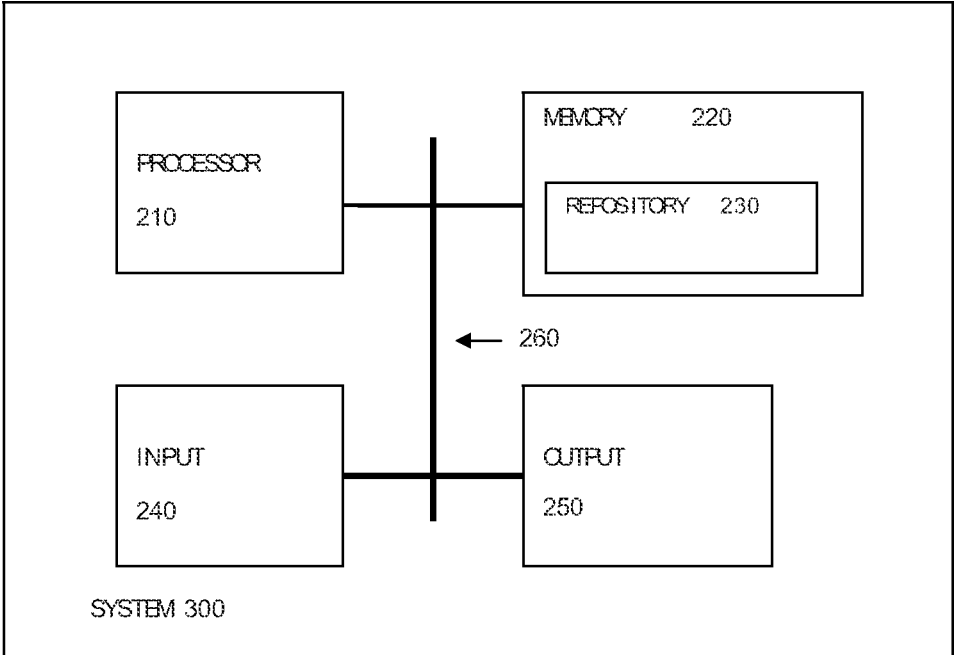 PROCESSOR
210
MEMORY 220
REPOSITORY 230
260
INPUT
240
OUTPUT
250
SYSTEM 300